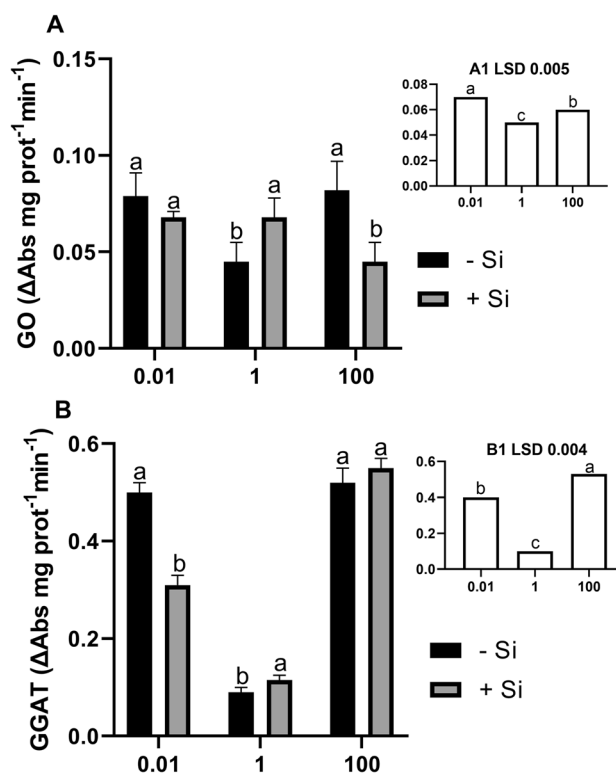 A
GO (ΔAbs mg prot⁻¹min⁻¹)
0.15
0.10
0.05
0.00
a
a
b
a
a
b
0.01 1 100
A1 LSD 0.005
0.08
0.06
0.04
0.02
0.00
a
c
b
0.01 1 100
- Si
+ Si
B
GGAT (ΔAbs mg prot⁻¹min⁻¹)
0.6
0.4
0.2
0.0
a
b
b
a
a
a
0.01 1 100
B1 LSD 0.004
0.6
0.4
0.2
0.0
b
c
a
0.01 1 100
- Si
+ Si